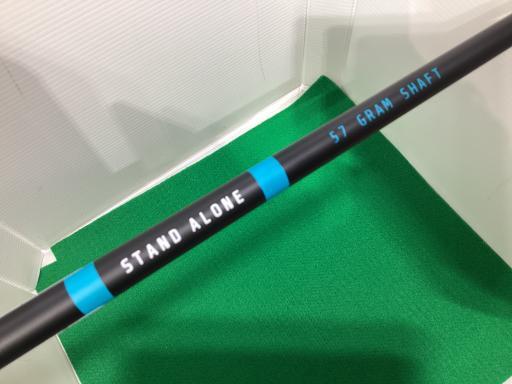 STAND ALONE
57 GRAM SHAFT